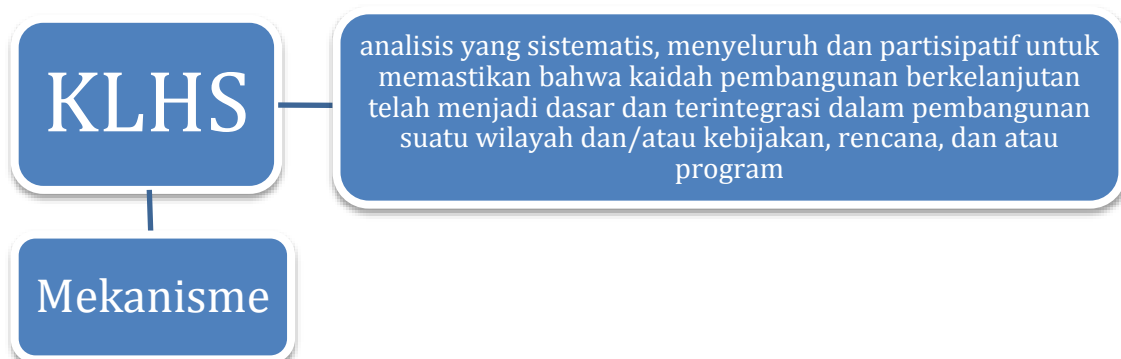 KLHS
analisis yang sistematis, menyeluruh dan partisipatif untuk
memastikan bahwa kaidah pembangunan berkelanjutan
telah menjadi dasar dan terintegrasi dalam pembangunan
suatu wilayah dan/atau kebijakan, rencana, dan atau
program
Mekanisme